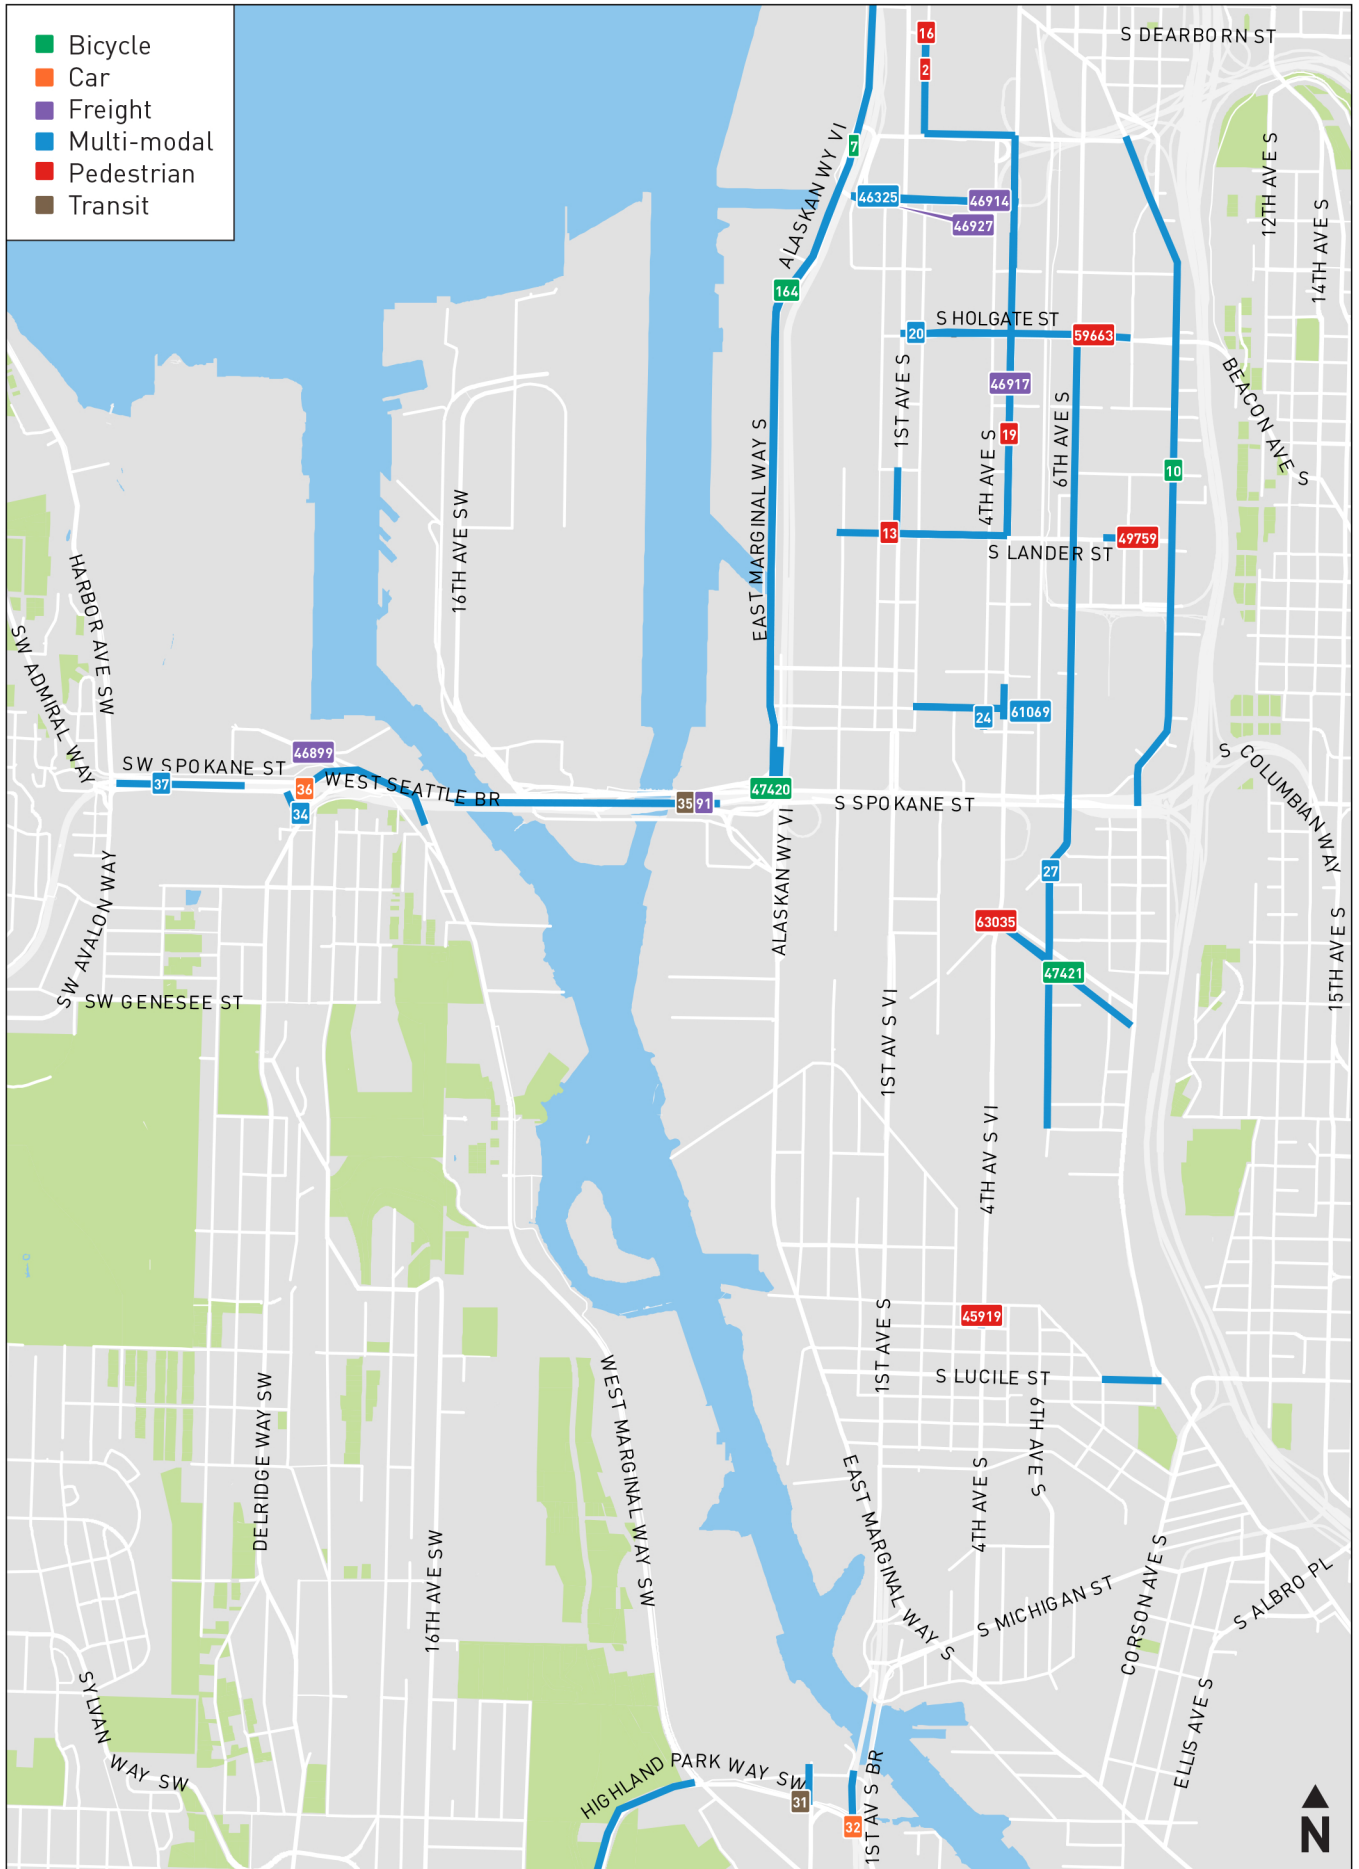 Bicycle
Car
Freight
Multi-modal
Pedestrian
Transit
S DEARBORN ST
16
2
7
ALASKAN WY VI
12TH AVE S
14TH AVE S
46325
46914
46927
164
S HOLGATE ST
20
59663
1ST AVE S
46917
BEACON AVE S
19
4TH AVE S
6TH AVE S
10
EAST MARGINAL WAY S
16TH AVE SW
13
49759
S LANDER ST
HARBOR AVE SW
SW ADMIRAL WAY
24
61069
46899
SW SPOKANE ST
37
36
34
WEST SEATTLE BR
35
91
47420
S SPOKANE ST
S COLUMBIAN WAY
ALASKAN WY VI
SW AVALON WAY
27
63035
47421
15TH AVE S
SW GENESEE ST
1ST AV S VI
4TH AV S VI
45919
1ST AVE S
S LUCILE ST
6TH AVE S
4TH AVE S
DELRIDGE WAY SW
WEST MARGINAL WAY SW
EAST MARGINAL WAY S
16TH AVE SW
S MICHIGAN ST
CORSON AVE S
S ALBRO PL
ELLIS AVE S
SYLVAN WAY SW
HIGHLAND PARK WAY SW
31
32
1ST AV S BR
N